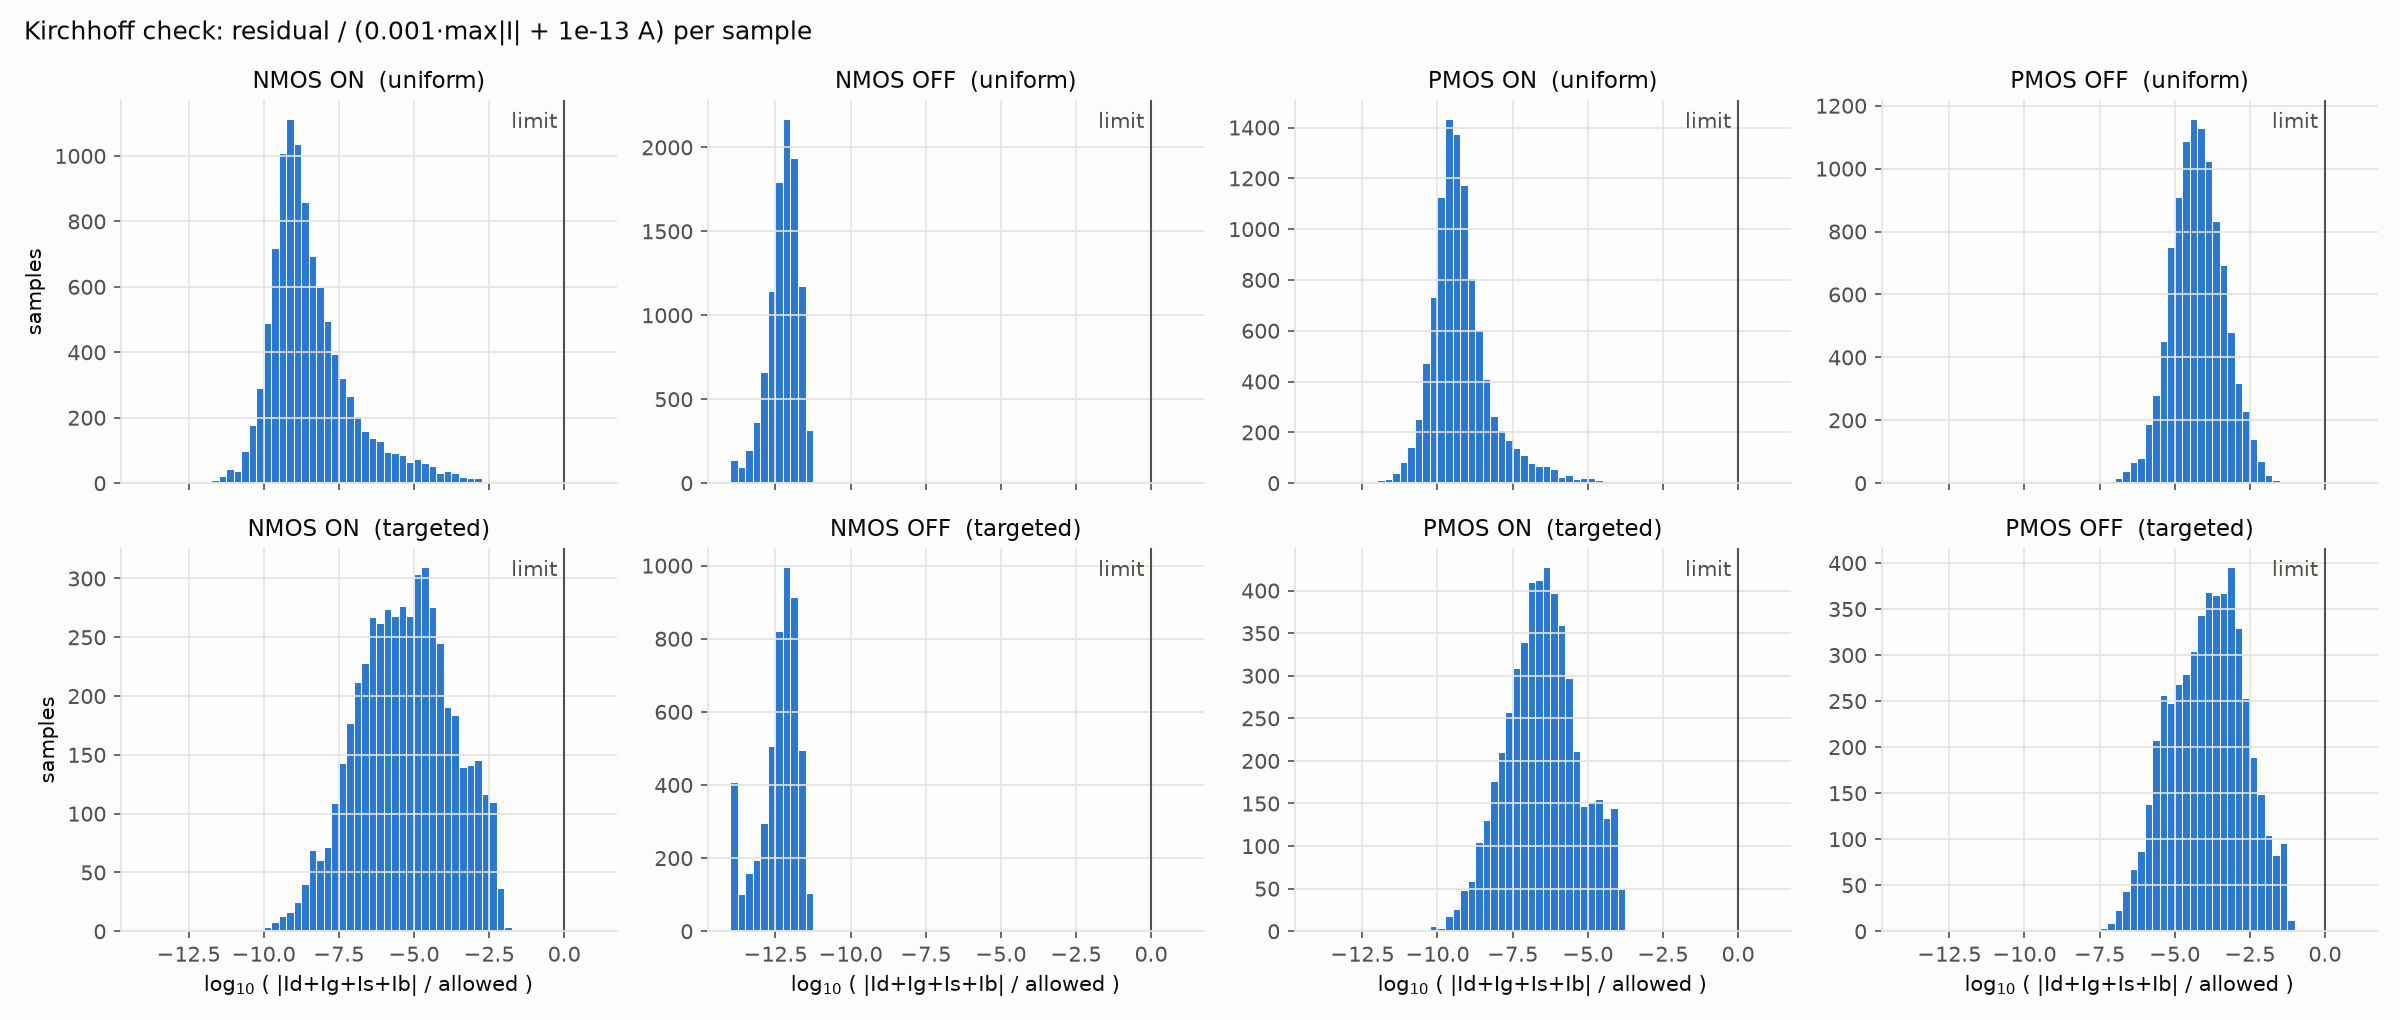 Kirchhoff check: residual / (0.001·max|I| + 1e-13 A) per sample
NMOS ON  (uniform)
NMOS OFF  (uniform)
PMOS ON  (uniform)
PMOS OFF  (uniform)
limit
limit
limit
limit
samples
0
200
400
600
800
1000
0
500
1000
1500
2000
0
200
400
600
800
1000
1200
1400
0
200
400
600
800
1000
1200
NMOS ON  (targeted)
NMOS OFF  (targeted)
PMOS ON  (targeted)
PMOS OFF  (targeted)
limit
limit
limit
limit
samples
0
50
100
150
200
250
300
0
200
400
600
800
1000
0
50
100
150
200
250
300
350
400
0
50
100
150
200
250
300
350
400
−12.5 −10.0 −7.5 −5.0 −2.5 0.0
−12.5 −10.0 −7.5 −5.0 −2.5 0.0
−12.5 −10.0 −7.5 −5.0 −2.5 0.0
−12.5 −10.0 −7.5 −5.0 −2.5 0.0
log₁₀ ( |Id+Ig+Is+Ib| / allowed )
log₁₀ ( |Id+Ig+Is+Ib| / allowed )
log₁₀ ( |Id+Ig+Is+Ib| / allowed )
log₁₀ ( |Id+Ig+Is+Ib| / allowed )